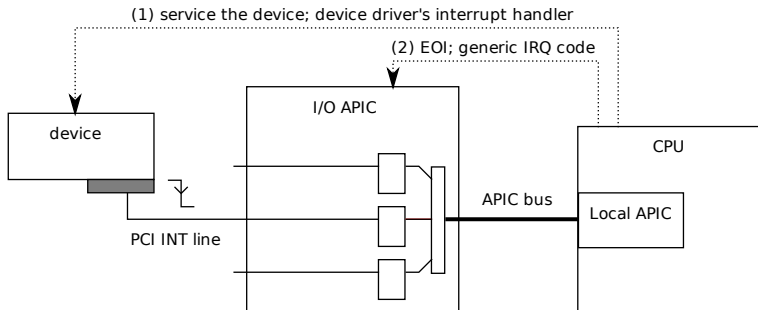 (1) service the device; device driver's interrupt handler
(2) EOI; generic IRQ code
I/O APIC
device
CPU
APIC bus
Local APIC
PCI INT line